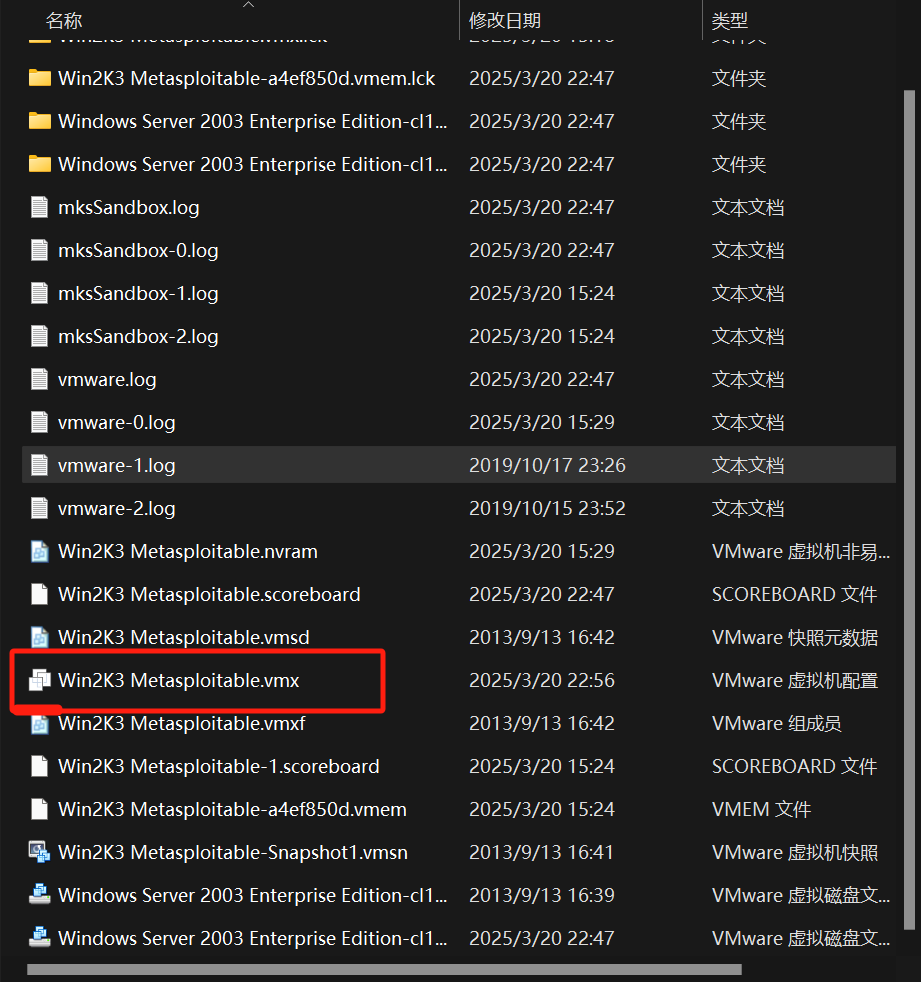 名称 修改日期 类型
Win2K3 Metasploitable-a4ef850d.vmem.lck 2025/3/20 22:47 文件夹
Windows Server 2003 Enterprise Edition-cl1... 2025/3/20 22:47 文件夹
Windows Server 2003 Enterprise Edition-cl1... 2025/3/20 22:47 文件夹
mksSandbox.log 2025/3/20 22:47 文本文档
mksSandbox-0.log 2025/3/20 22:47 文本文档
mksSandbox-1.log 2025/3/20 15:24 文本文档
mksSandbox-2.log 2025/3/20 15:24 文本文档
vmware.log 2025/3/20 22:47 文本文档
vmware-0.log 2025/3/20 15:29 文本文档
vmware-1.log 2019/10/17 23:26 文本文档
vmware-2.log 2019/10/15 23:52 文本文档
Win2K3 Metasploitable.nvram 2025/3/20 15:29 VMware 虚拟机非易...
Win2K3 Metasploitable.scoreboard 2025/3/20 22:47 SCOREBOARD 文件
Win2K3 Metasploitable.vmsd 2013/9/13 16:42 VMware 快照元数据
Win2K3 Metasploitable.vmx 2025/3/20 22:56 VMware 虚拟机配置
Win2K3 Metasploitable.vmxf 2013/9/13 16:42 VMware 组成员
Win2K3 Metasploitable-1.scoreboard 2025/3/20 15:24 SCOREBOARD 文件
Win2K3 Metasploitable-a4ef850d.vmem 2025/3/20 15:24 VMEM 文件
Win2K3 Metasploitable-Snapshot1.vmsn 2013/9/13 16:41 VMware 虚拟机快照
Windows Server 2003 Enterprise Edition-cl1... 2013/9/13 16:39 VMware 虚拟磁盘文...
Windows Server 2003 Enterprise Edition-cl1... 2025/3/20 22:47 VMware 虚拟磁盘文...